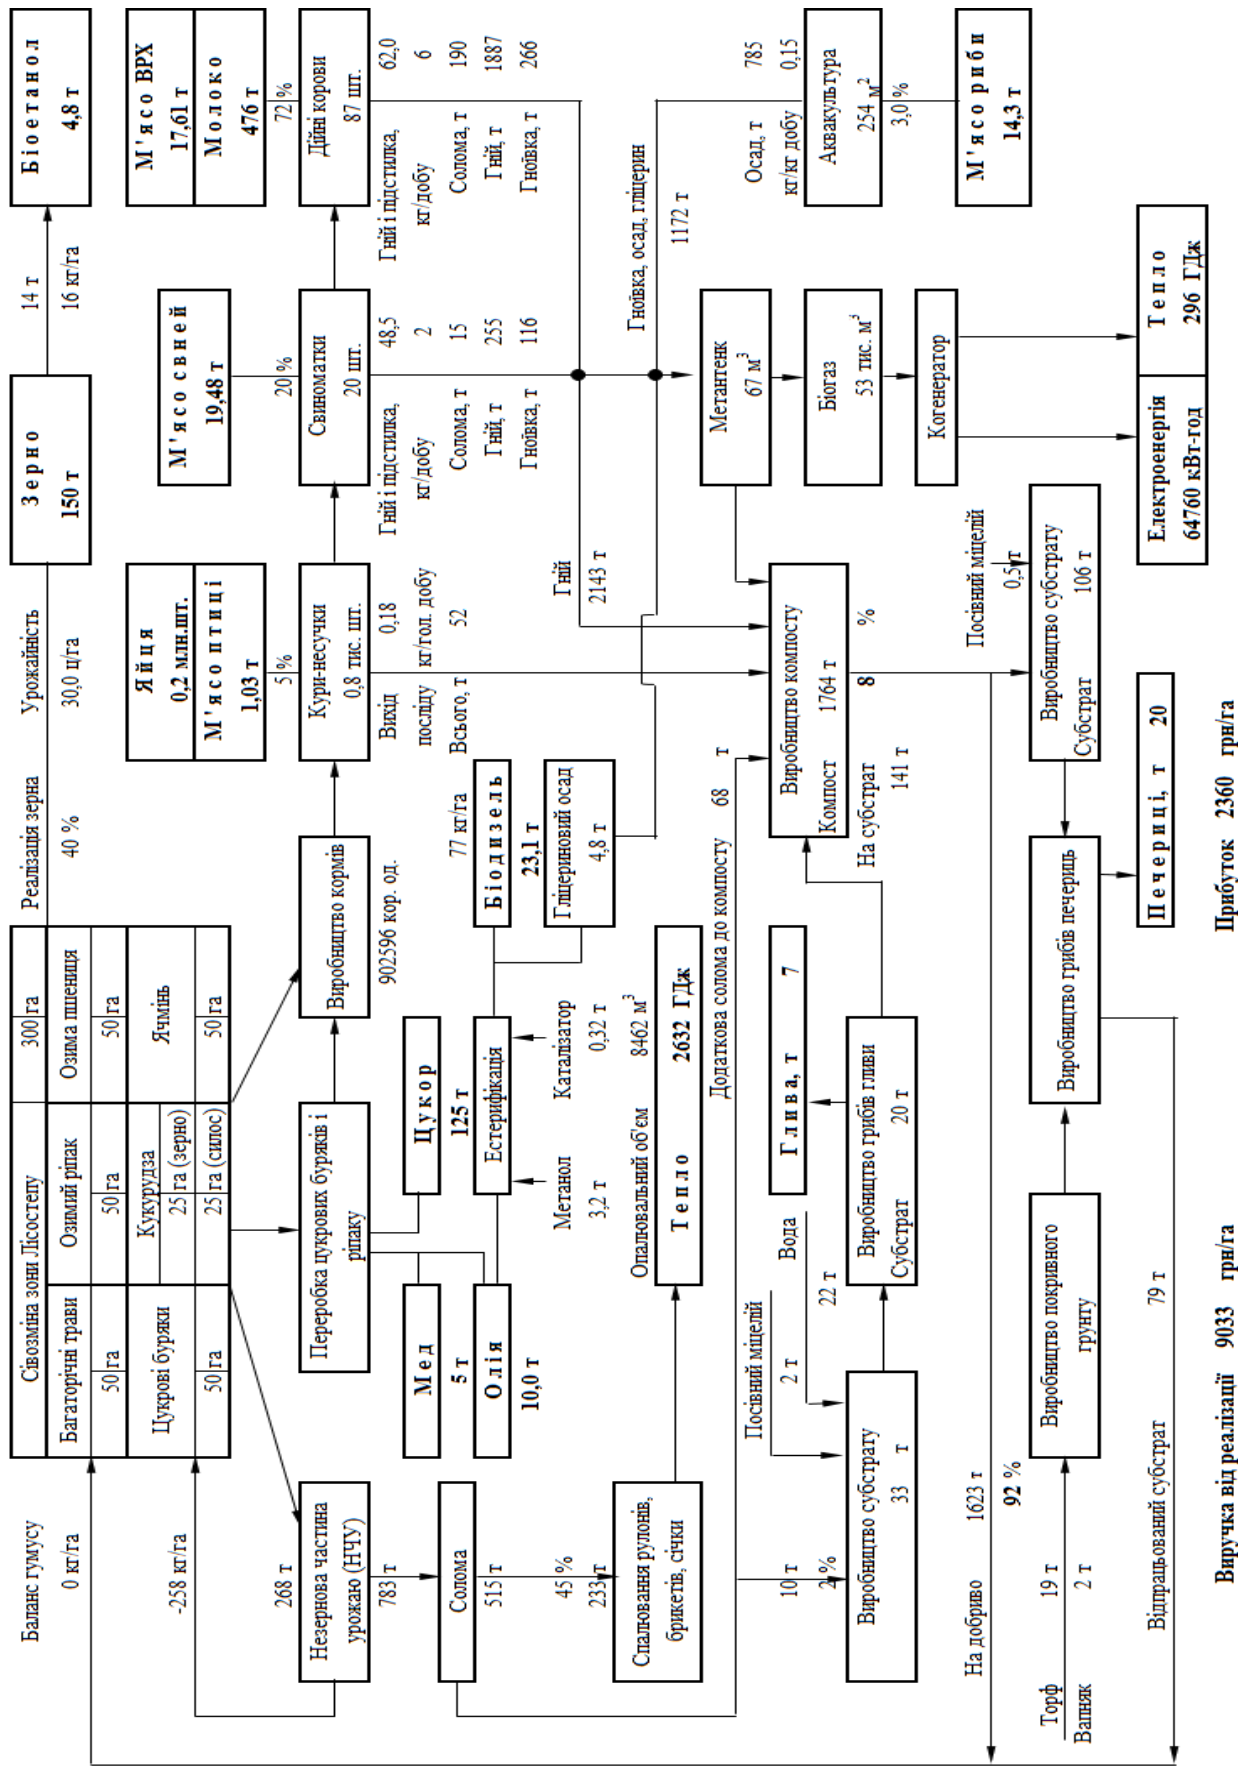 Баланс гумусу
0 кг/га
-258 кг/га
Сівозміна зони Лісостепу
300 га
Багаторічні трави
Озимий ріпак
Озима пшениця
50 га
50 га
50 га
Цукрові буряки
Кукурудза
Ячмінь
25 га (зерно)
50 га
25 га (силос)
50 га
Реалізація зерна
40 %
Урожайність
30,0 ц/га
Зерно
150 т
14 т
16 кг/га
Біоетанол
4,8 т
Яйця
0,2 млн.шт.
М'ясо птиці
1,03 т
5 %
М'ясо свней
19,48 т
20 %
М'ясо ВРХ
17,61 т
Молоко
476 т
72 %
268 т
Незернова частина
урожаю (НЧУ)
783 т
Переробка цукрових буряків і
ріпаку
Виробництво кормів
902596 кор. од.
Кури-несучки
0,8 тис. шт.
Вихід
0,18
посліду
кг/гол. добу
Всього, т
52
Свиноматки
20 шт.
Гній і підстилка,
48,5
кг/добу
2
Солома, т
15
Гній, т
255
Гноївка, т
116
Дійні корови
87 шт.
Гній і підстилка,
62,0
кг/добу
6
Солома, т
190
Гній, т
1887
Гноївка, т
266
Солома
515 т
45 %
233т
Мед
5 т
Олія
10,0 т
Цукор
125 т
Естерифікація
Метанол
3,2 т
Каталізатор
0,32 т
77 кг/га
Біодизель
23,1 т
Гліцериновий осад
4,8 т
Гній
2143 т
Гноївка, осад, гліцерин
1172 т
Осад, т
785
кг/кг добу
0,15
Спалювання рулонів,
брикетів, січки
Опалювальний об'єм
8462 м³
Тепло
2632 ГДж
Додаткова солома до компосту
68
т
Метантенк
67 м³
Аквакультура
254 м²
3,0 %
Посівний міцелій
2 т
Вода
22 т
10 т
2 %
Глива, т
7
Виробництво компосту
Компост
1764 т
На субстрат
8
%
141 т
Біогаз
53 тис. м³
М'ясо риби
14,3 т
Виробництво субстрату
33
т
Виробництво грибів гливи
Субстрат
20 т
Когенератор
На добриво
1623 т
92 %
Посівний міцелій
0,5 т
Торф
19 т
Вапняк
2 т
Виробництво покривного
грунту
Виробництво грибів печериць
Виробництво субстрату
Субстрат
106 т
Відпрацьований субстрат
79 т
Печериці, т
20
Електроенергія
64760 кВт-год
Тепло
296 ГДж
Виручка від реалізації
9033
грн/га
Прибуток
2360
грн/га